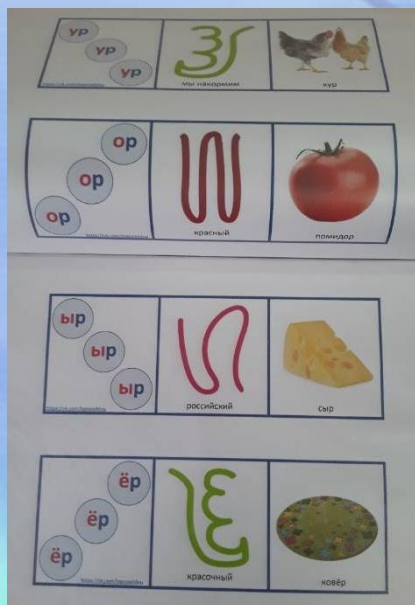 ур
ур
ур
мы накормим
кур
ор
ор
ор
красный
помидор
ыр
ыр
ыр
российский
сыр
ёр
ёр
ёр
красочный
ковёр